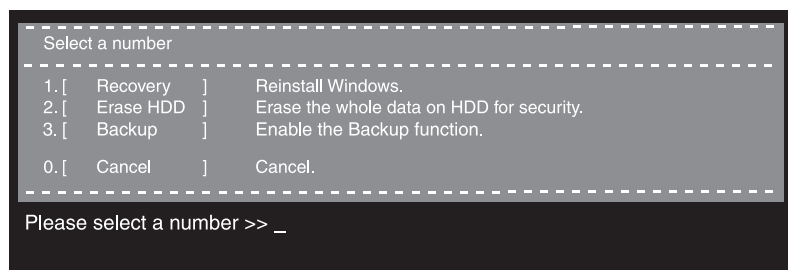 Select a number
1. [ Recovery ] Reinstall Windows.
2. [ Erase HDD ] Erase the whole data on HDD for security.
3. [ Backup ] Enable the Backup function.
0. [ Cancel ] Cancel.
Please select a number >> _